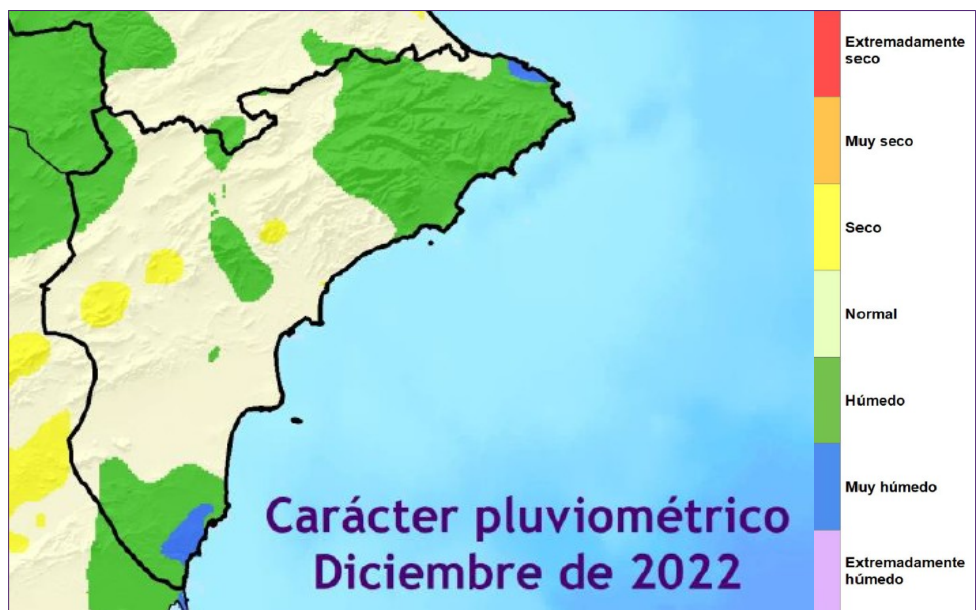 Extremadamente
seco
Muy seco
Seco
Normal
Húmedo
Muy húmedo
Extremadamente
húmedo
Carácter pluviométrico
Diciembre de 2022